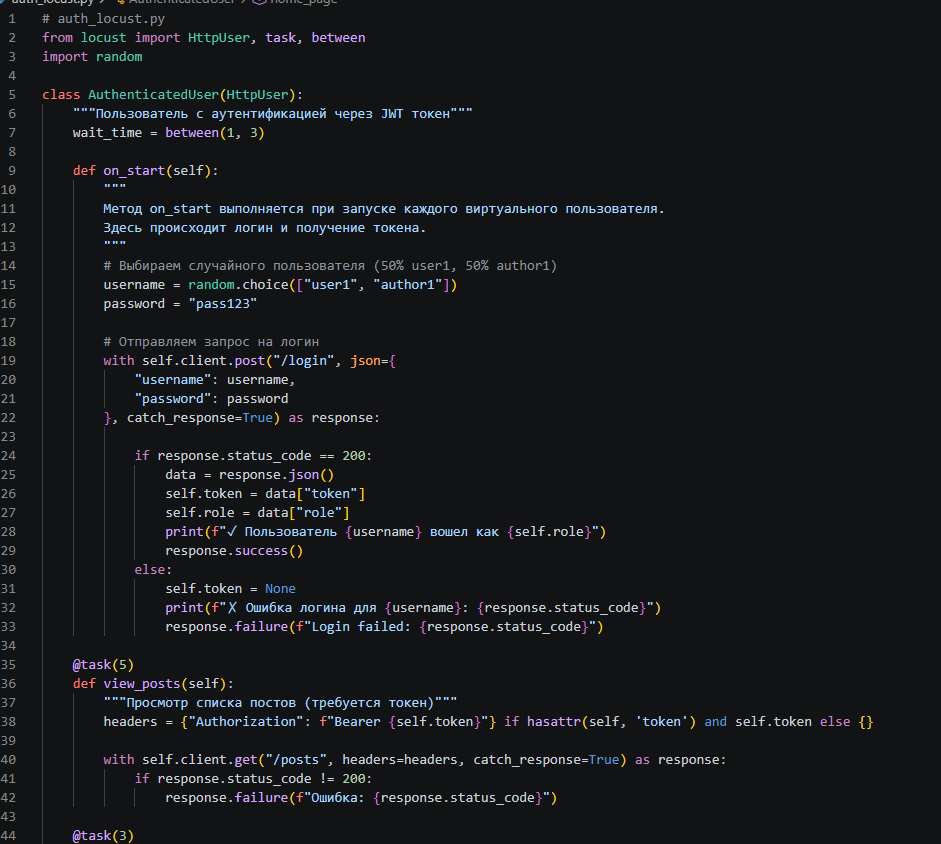 auth_locust.py > AuthenticatedUser > home_page
1 # auth_locust.py
2 from locust import HttpUser, task, between
3 import random
4
5 class AuthenticatedUser(HttpUser):
6 """Пользователь с аутентификацией через JWT токен"""
7 wait_time = between(1, 3)
8
9 def on_start(self):
10 """
11 Метод on_start выполняется при запуске каждого виртуального пользователя.
12 Здесь происходит логин и получение токена.
13 """
14 # Выбираем случайного пользователя (50% user1, 50% author1)
15 username = random.choice(["user1", "author1"])
16 password = "pass123"
17
18 # Отправляем запрос на логин
19 with self.client.post("/login", json={
20 "username": username,
21 "password": password
22 }, catch_response=True) as response:
23
24 if response.status_code == 200:
25 data = response.json()
26 self.token = data["token"]
27 self.role = data["role"]
28 print(f"✓ Пользователь {username} вошел как {self.role}")
29 response.success()
30 else:
31 self.token = None
32 print(f"✗ Ошибка логина для {username}: {response.status_code}")
33 response.failure(f"Login failed: {response.status_code}")
34
35 @task(5)
36 def view_posts(self):
37 """Просмотр списка постов (требуется токен)"""
38 headers = {"Authorization": f"Bearer {self.token}"} if hasattr(self, 'token') and self.token else {}
39
40 with self.client.get("/posts", headers=headers, catch_response=True) as response:
41 if response.status_code != 200:
42 response.failure(f"Ошибка: {response.status_code}")
43
44 @task(3)